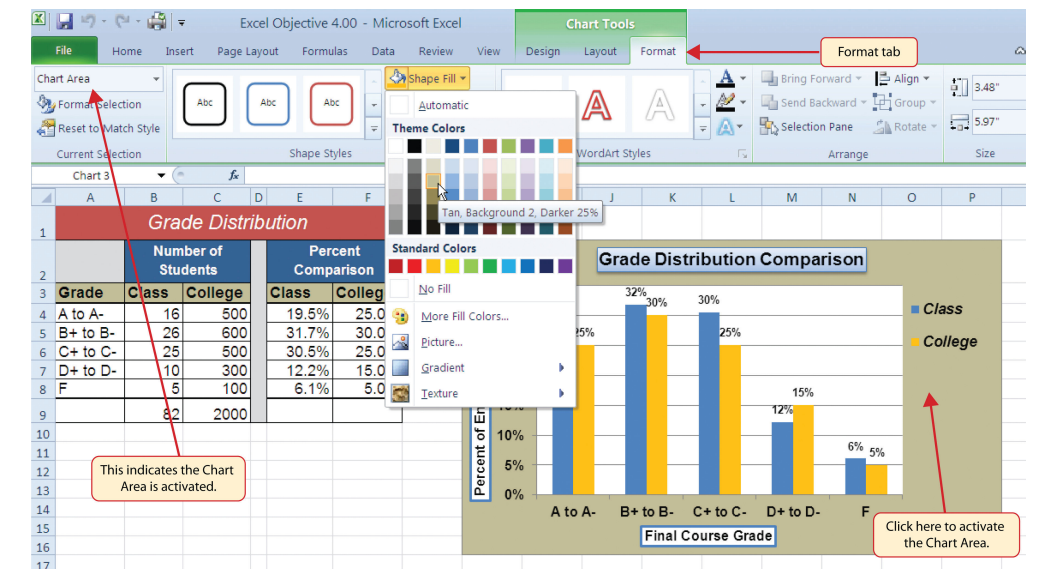 Excel Objective 4.00 - Microsoft Excel
Chart Tools
File Home Insert Page Layout Formulas Data Review View Design Layout Format
Format tab
Chart Area
Format Selection
Reset to Match Style
Current Selection
Abc Abc Abc
Shape Styles
Shape Fill
WordArt Styles
Bring Forward
Send Backward
Selection Pane
Align
Group
Rotate
Arrange
3.48"
5.97"
Size
Chart 3
fx
A B C D E F J K L M N O P
Automatic
Theme Colors
Tan, Background 2, Darker 25%
Standard Colors
No Fill
More Fill Colors...
Picture...
Gradient
Texture
1 Grade Distribution
2 Number of Students Percent Comparison
3 Grade Class College Class Colleg
4 A to A- 16 500 19.5% 25.0
5 B+ to B- 26 600 31.7% 30.0
6 C+ to C- 25 500 30.5% 25.0
7 D+ to D- 10 300 12.2% 15.0
8 F 5 100 6.1% 5.0
9 82 2000
10
11
12
13
14
15
16
17
This indicates the Chart
Area is activated.
Grade Distribution Comparison
32% 30% 30%
25% 25%
15%
12%
6% 5%
Class
College
Percent of En
10%
5%
0%
A to A- B+ to B- C+ to C- D+ to D- F
Final Course Grade
Click here to activate
the Chart Area.